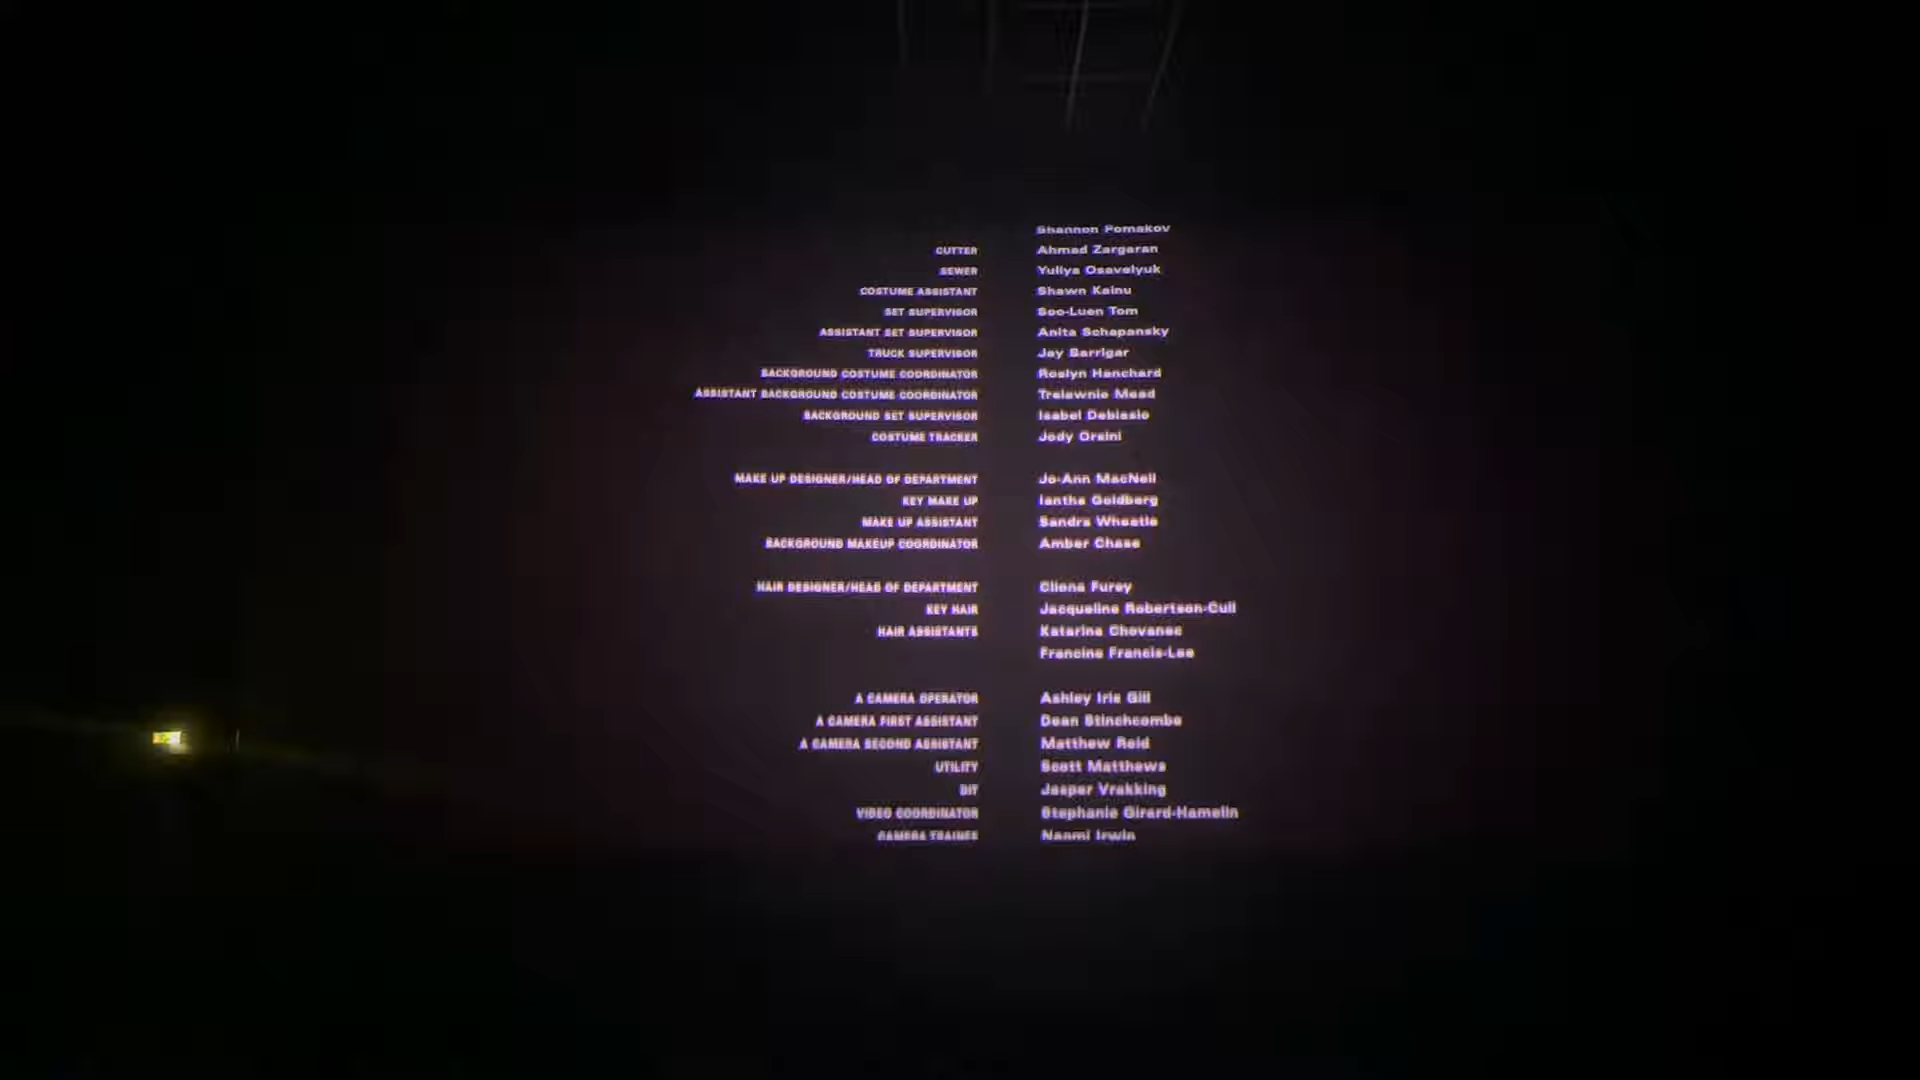 Shannon Pomakov
CUTTER Ahmad Zargaran
SEWER Yuliya Osavelyuk
COSTUME ASSISTANT Shawn Kainu
SET SUPERVISOR Soo-Luen Tom
ASSISTANT SET SUPERVISOR Anita Schapansky
TRUCK SUPERVISOR Jay Barrigar
BACKGROUND COSTUME COORDINATOR Roslyn Hanchard
ASSISTANT BACKGROUND COSTUME COORDINATOR Trelawnie Mead
BACKGROUND SET SUPERVISOR Isabel Deblasio
COSTUME TRACKER Jody Orsini
MAKE UP DESIGNER/HEAD OF DEPARTMENT Jo-Ann MacNeil
KEY MAKE UP Iantha Goldberg
MAKE UP ASSISTANT Sandra Wheatle
BACKGROUND MAKEUP COORDINATOR Amber Chase
HAIR DESIGNER/HEAD OF DEPARTMENT Cliona Furey
KEY HAIR Jacqueline Robertson-Cull
HAIR ASSISTANTS Katarina Chovanec
Francine Francis-Lee
A CAMERA OPERATOR Ashley Iris Gill
A CAMERA FIRST ASSISTANT Dean Stinchcombe
A CAMERA SECOND ASSISTANT Matthew Reid
UTILITY Scott Matthews
DIT Jasper Vrakking
VIDEO COORDINATOR Stephanie Girard-Hamelin
CAMERA TRAINEE Naomi Irwin